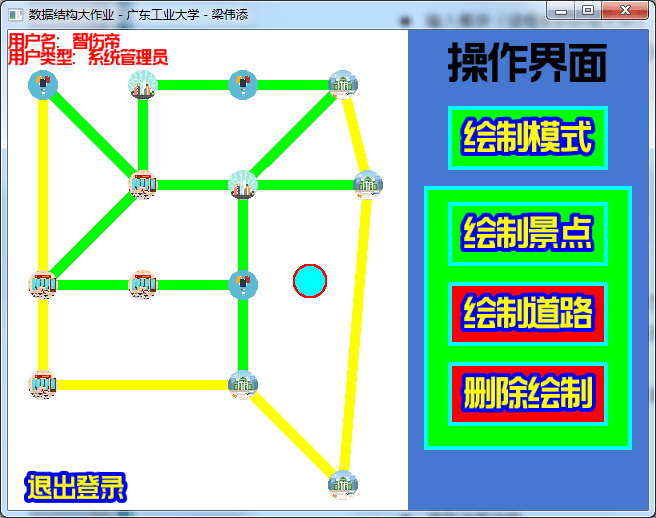 数据结构大作业 - 广东工业大学 - 梁伟添
用户名: 智伤帝
用户类型: 系统管理员
操作界面
绘制模式
绘制景点
绘制道路
删除绘制
退出登录